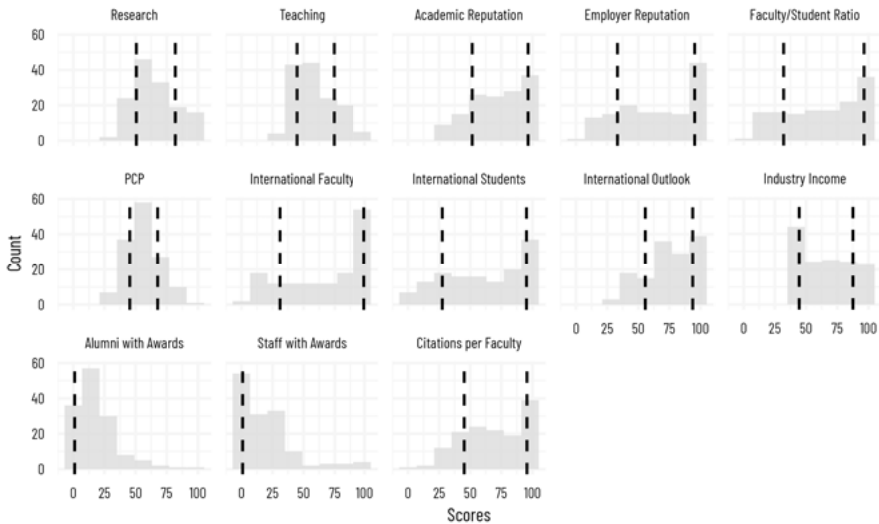 Research Teaching Academic Reputation Employer Reputation Faculty/Student Ratio
60
40
20
0
PCP International Faculty International Students International Outlook Industry Income
60
40
20
0
Count
0 25 50 75 100 0 25 50 75 100
Alumni with Awards Staff with Awards Citations per Faculty
60
40
20
0
0 25 50 75 100 0 25 50 75 100 0 25 50 75 100
Scores